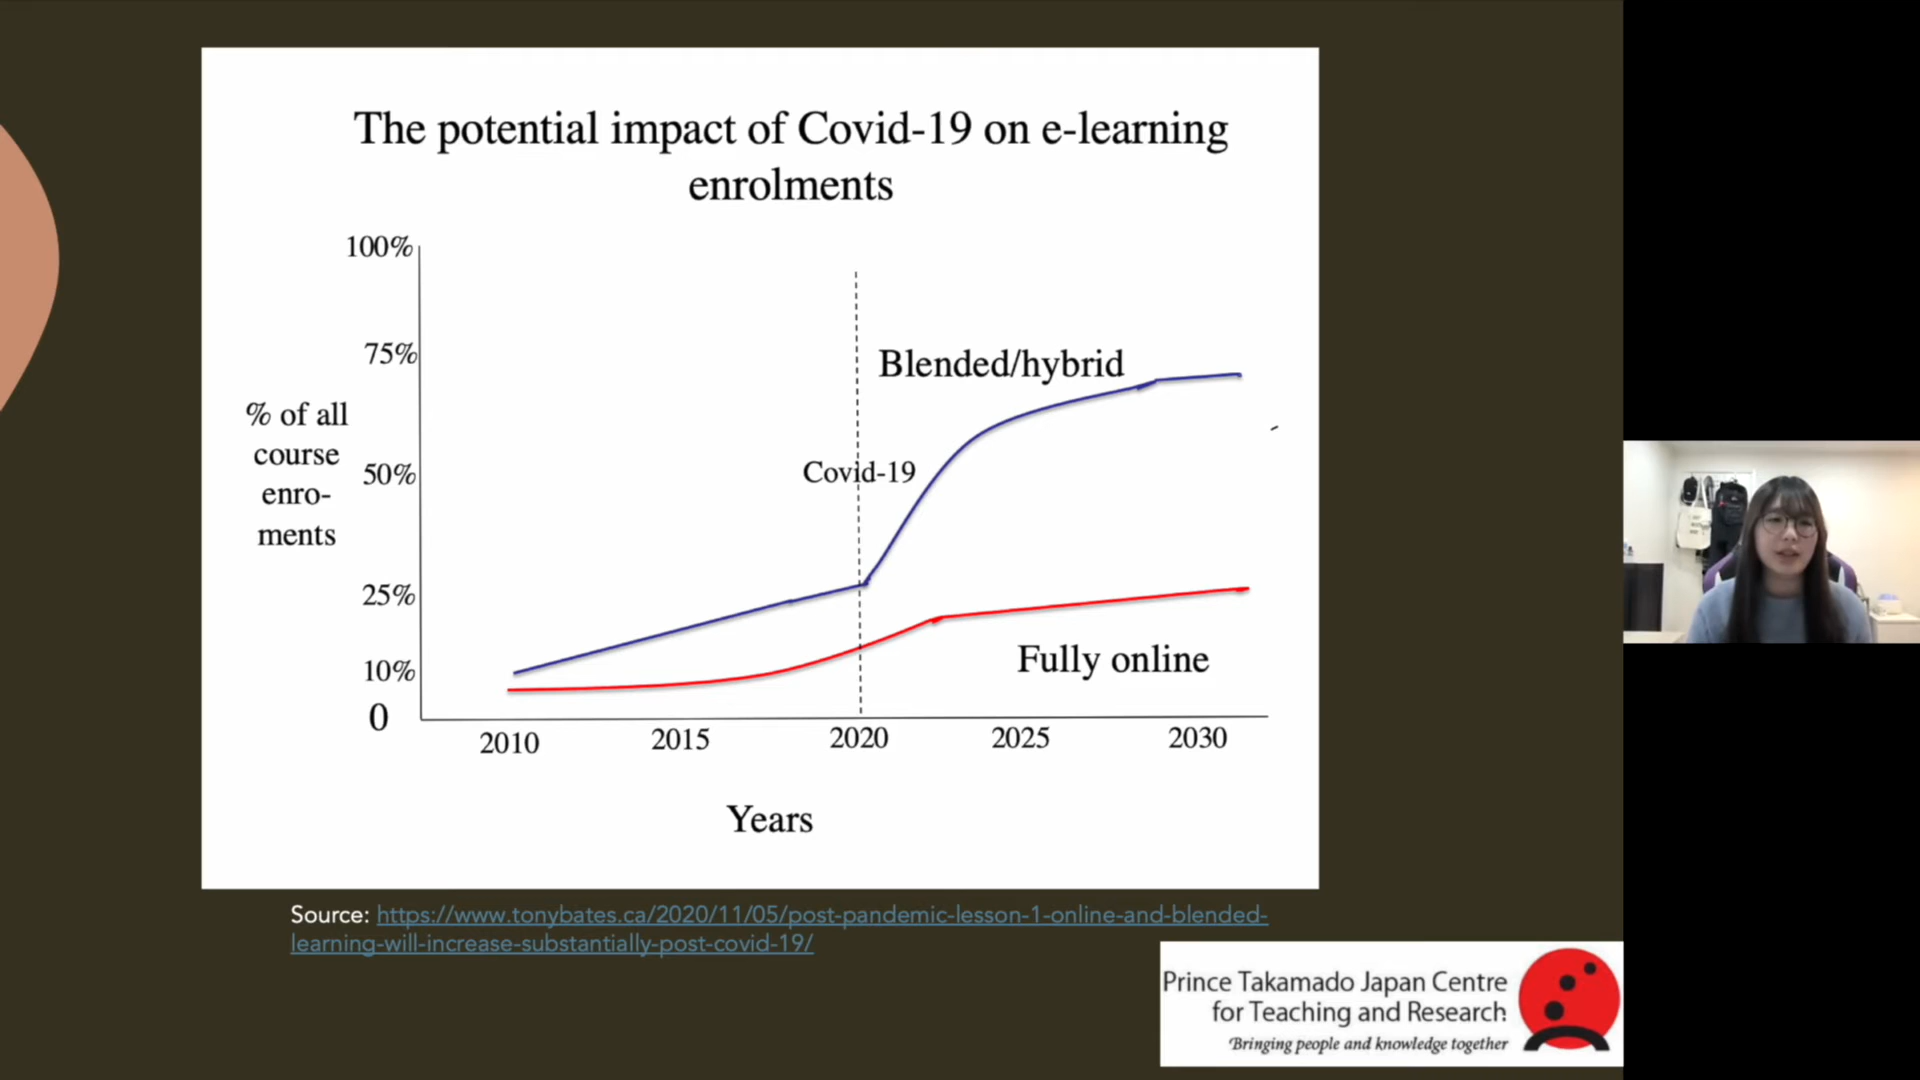 The potential impact of Covid-19 on e-learning
enrolments
100%
75%
50%
25%
10%
0
% of all
course
enro-
ments
Blended/hybrid
Covid-19
Fully online
2010
2015
2020
2025
2030
Years
Source: https://www.tonybates.ca/2020/11/05/post-pandemic-lesson-1-online-and-blended-
learning-will-increase-substantially-post-covid-19/
Prince Takamado Japan Centre
for Teaching and Research
Bringing people and knowledge together